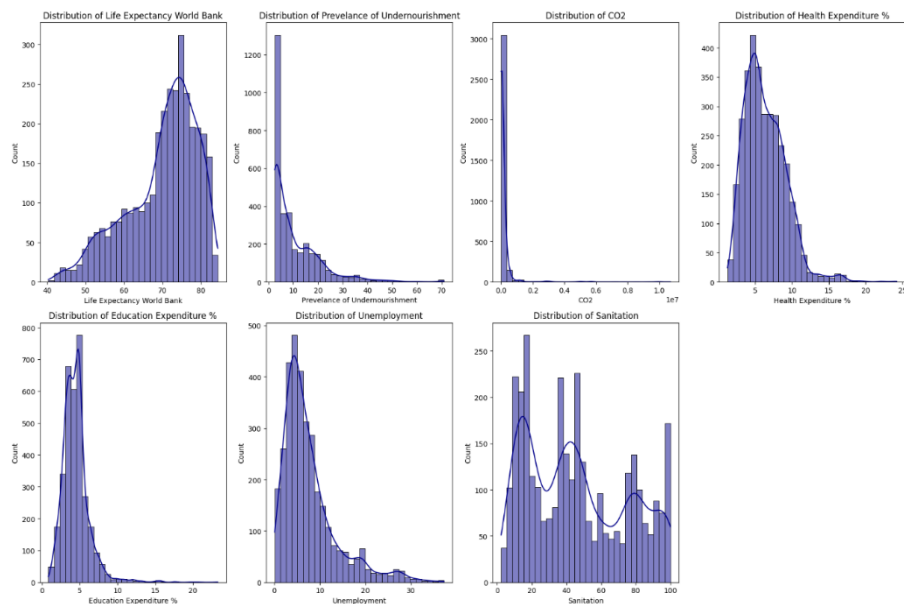 Distribution of Life Expectancy World Bank
300
250
200
150
100
50
0
Count
40 50 60 70 80
Life Expectancy World Bank
Distribution of Prevelance of Undernourishment
1200
1000
800
600
400
200
0
Count
0 10 20 30 40 50 60 70
Prevelance of Undernourishment
Distribution of CO2
3000
2500
2000
1500
1000
500
0
Count
0.0 0.2 0.4 0.6 0.8 1.0
1e7
CO2
Distribution of Health Expenditure %
400
350
300
250
200
150
100
50
0
Count
5 10 15 20
Health Expenditure %
Distribution of Education Expenditure %
800
700
600
500
400
300
200
100
0
Count
0 5 10 15 20
Education Expenditure %
Distribution of Unemployment
500
400
300
200
100
0
Count
0 10 20 30
Unemployment
Distribution of Sanitation
250
200
150
100
50
0
Count
0 20 40 60 80 100
Sanitation